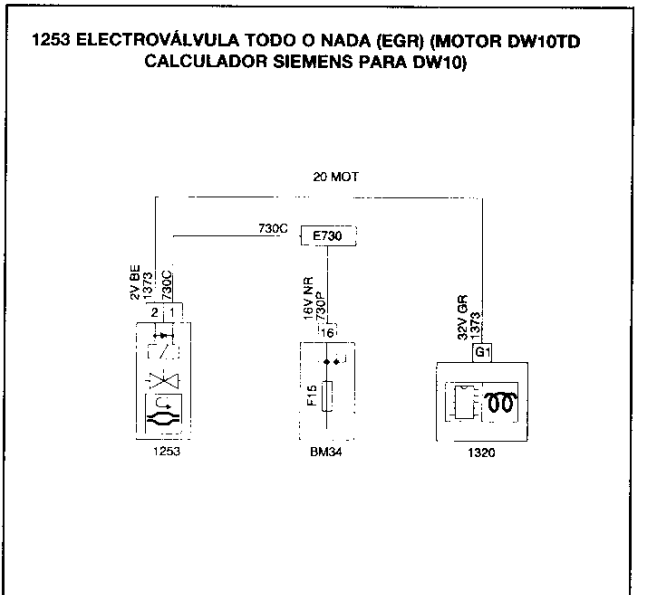 1253 ELECTROVÁLVULA TODO O NADA (EGR) (MOTOR DW10TD
CALCULADOR SIEMENS PARA DW10)
20 MOT
730C
E730
2V BE
1373
730C
2 1
16V NR
730P
16
32V GR
1373
G1
F15
1253
BM34
1320